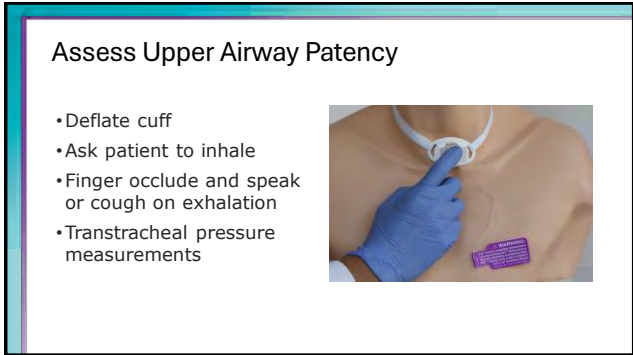 Assess Upper Airway Patency
•Deflate cuff
•Ask patient to inhale
•Finger occlude and speak
or cough on exhalation
•Transtracheal pressure
measurements
WARNING